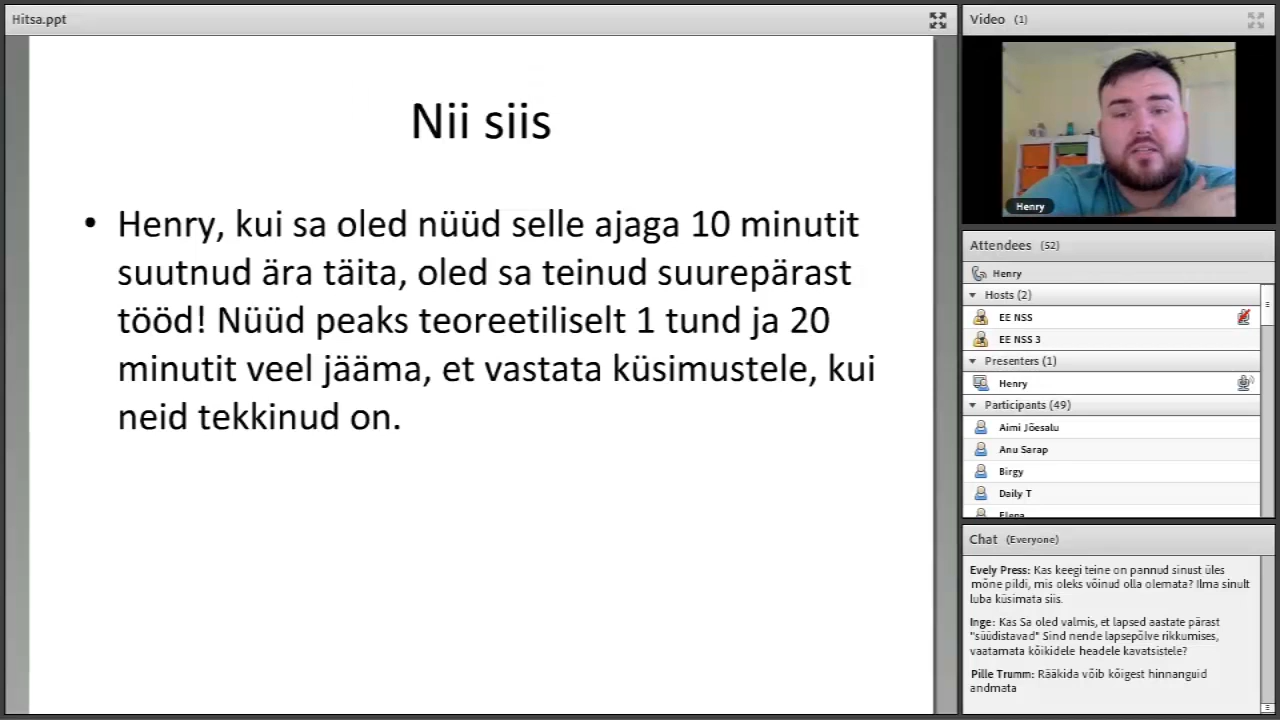 Hitsa.ppt
Nii siis
• Henry, kui sa oled nüüd selle ajaga 10 minutit
suutnud ära täita, oled sa teinud suurepärast
tööd! Nüüd peaks teoreetiliselt 1 tund ja 20
minutit veel jääma, et vastata küsimustele, kui
neid tekkinud on.
Video (1)
Henry
Attendees (52)
Henry
Hosts (2)
EE NSS
EE NSS 3
Presenters (1)
Henry
Participants (49)
Aimi Jõesalu
Anu Sarap
Birgy
Daily T
Elena
Chat (Everyone)
Evely Press: Kas keegi teine on pannud sinust üles
mõne pildi, mis oleks võinud olla olemata? Ilma sinult
luba küsimata siis.
Inge: Kas Sa oled valmis, et lapsed aastate pärast
"süüdistavad" Sind nende lapsepõlve rikkumises,
vaatamata kõikidele headele kavatsistele?
Pille Trumm: Rääkida võib kõigest hinnanguid
andmata